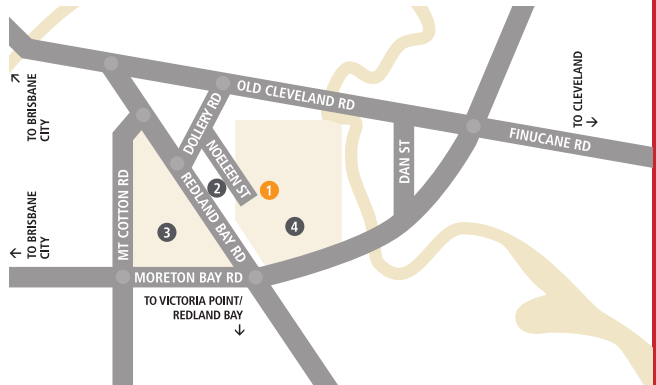 OLD CLEVELAND RD
TO CLEVELAND
→
↖
TO BRISBANE
CITY
DOLLERY RD
FINUCANE RD
NOELEEN ST
DAN ST
REDLAND BAY RD
1
2
MT COTTON RD
3
4
←
TO BRISBANE
CITY
MORETON BAY RD
TO VICTORIA POINT/
REDLAND BAY
↓